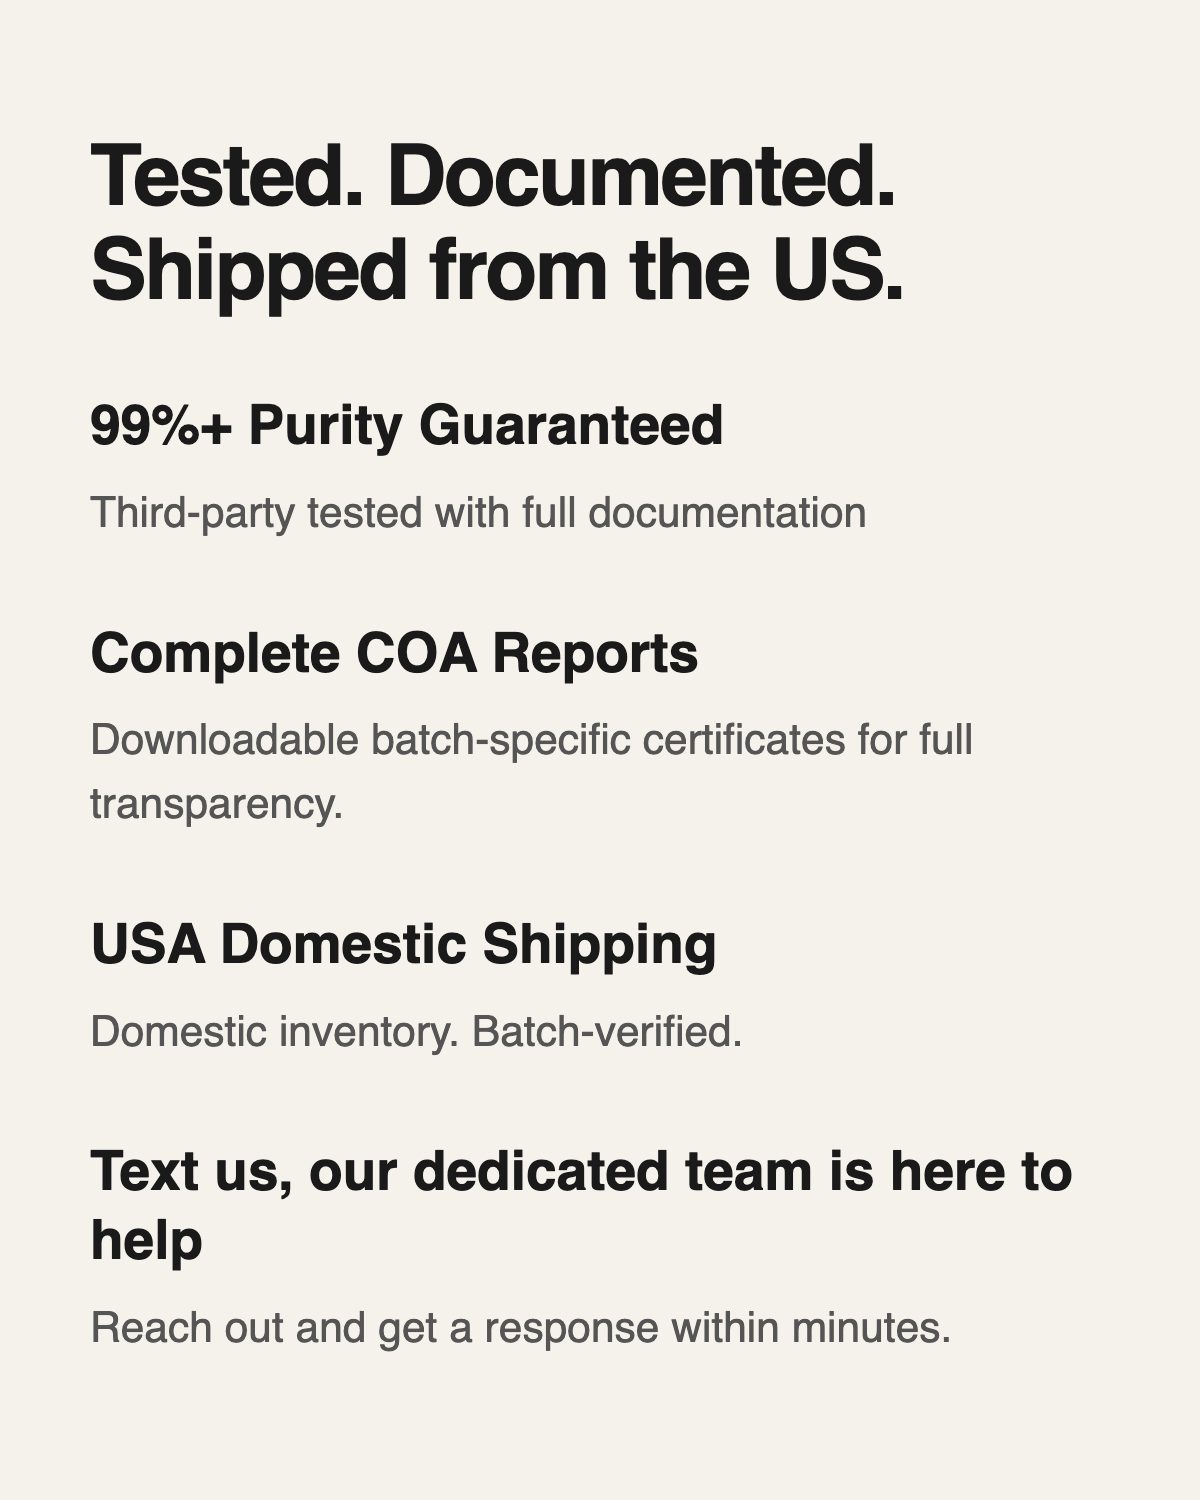 Tested. Documented.
Shipped from the US.
99%+ Purity Guaranteed
Third-party tested with full documentation
Complete COA Reports
Downloadable batch-specific certificates for full
transparency.
USA Domestic Shipping
Domestic inventory. Batch-verified.
Text us, our dedicated team is here to
help
Reach out and get a response within minutes.